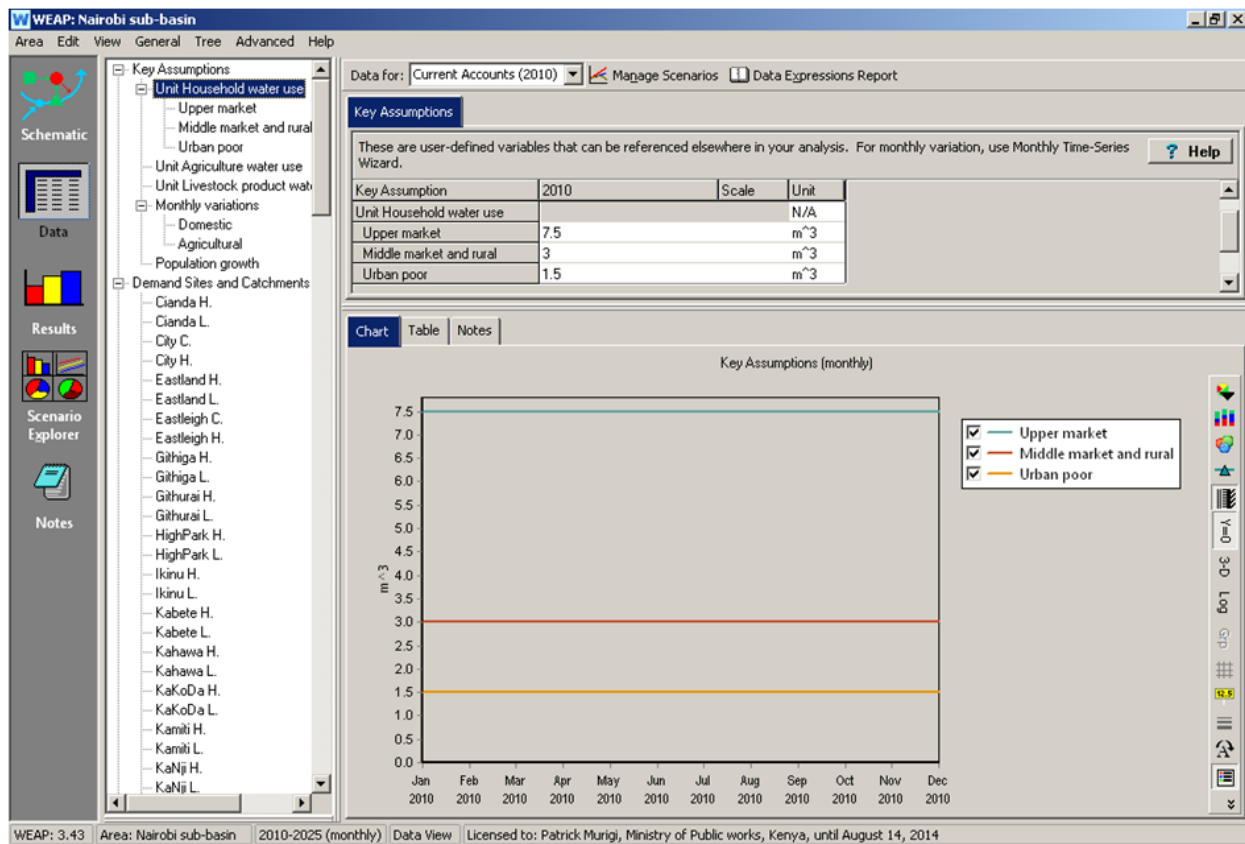 WEAP: Nairobi sub-basin
Area Edit View General Tree Advanced Help
Schematic
Data
Results
Scenario
Explorer
Notes
Key Assumptions
Unit Household water use
Upper market
Middle market and rural
Urban poor
Unit Agriculture water use
Unit Livestock product wat
Monthly variations
Domestic
Agricultural
Population growth
Demand Sites and Catchments
Cianda H.
Cianda L.
City C.
City H.
Eastland H.
Eastland L.
Eastleigh C.
Eastleigh H.
Githiga H.
Githiga L.
Githurai H.
Githurai L.
HighPark H.
HighPark L.
Ikinu H.
Ikinu L.
Kabete H.
Kabete L.
Kahawa H.
Kahawa L.
KaKoDa H.
KaKoDa L.
Kamiti H.
Kamiti L.
KaNji H.
KaNji L.
Data for: Current Accounts (2010) Manage Scenarios Data Expressions Report
Key Assumptions
These are user-defined variables that can be referenced elsewhere in your analysis. For monthly variation, use Monthly Time-Series
Wizard.
? Help
Key Assumption 2010 Scale Unit
Unit Household water use N/A
Upper market 7.5 m^3
Middle market and rural 3 m^3
Urban poor 1.5 m^3
Chart Table Notes
Key Assumptions (monthly)
m^3
7.5
7.0
6.5
6.0
5.5
5.0
4.5
4.0
3.5
3.0
2.5
2.0
1.5
1.0
0.5
0.0
Jan Feb Mar Apr May Jun Jul Aug Sep Oct Nov Dec
2010 2010 2010 2010 2010 2010 2010 2010 2010 2010 2010 2010
Upper market
Middle market and rural
Urban poor
Y=0
3-D
Log
Grp
12.5
A
WEAP: 3.43 Area: Nairobi sub-basin 2010-2025 (monthly) Data View Licensed to: Patrick Murigi, Ministry of Public works, Kenya, until August 14, 2014